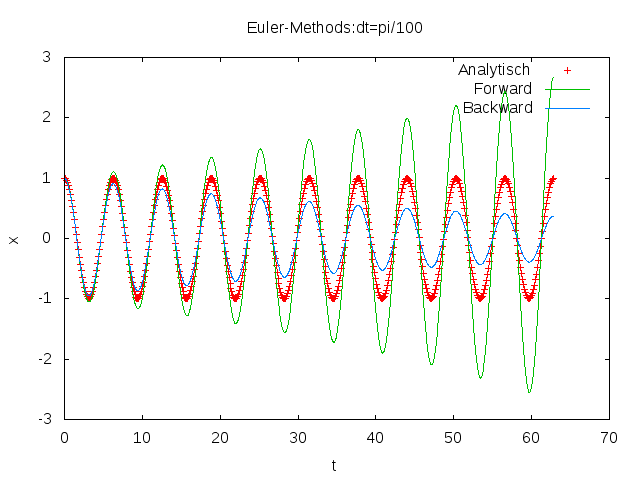 Euler-Methods:dt=pi/100
3
2
1
0
-1
-2
-3
x
Analytisch
Forward
Backward
0 10 20 30 40 50 60 70
t